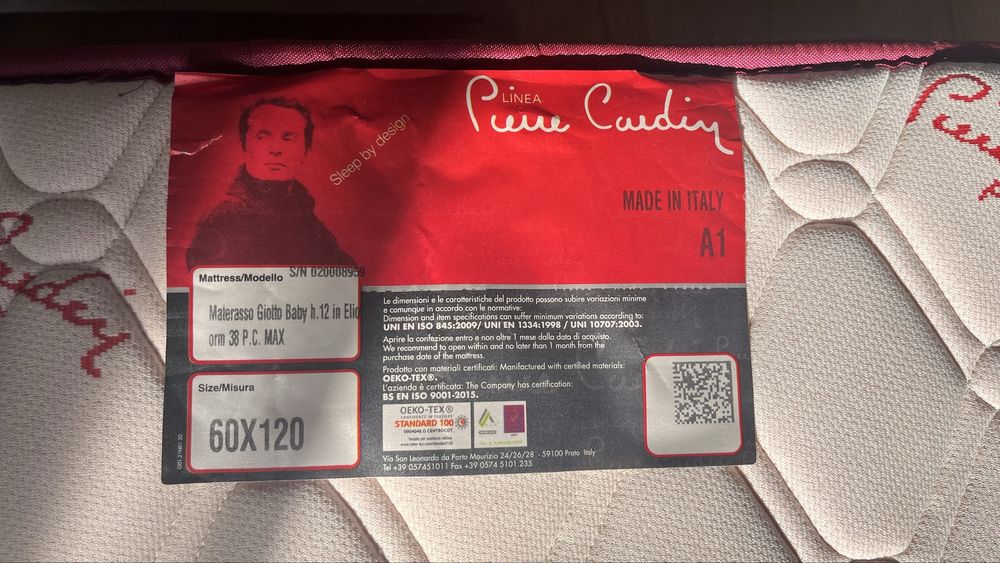 LINEA
Pierre Cardin
Sleep by design
MADE IN ITALY
A1
Mattress/Modello S/N 020008959
Materasso Giotto Baby h.12 in Elio
orm 38 P.C. MAX
Size/Misura
60X120
Le dimensioni e le caratteristiche del prodotto possono subire variazioni minime
e comunque in accordo con le normative:
Dimension and item specifications can suffer minimum variations according to:
UNI EN ISO 845:2009/ UNI EN 1334:1998 / UNI 10707:2003.
Aprire la confezione entro e non oltre 1 mese dalla data di acquisto.
We recommend to open within and no later than 1 month from the
purchase date of the mattress.
Prodotto con materiali certificati: Manifactured with certified materials:
OEKO-TEX®.
L'azienda è certificata: The Company has certification:
BS EN ISO 9001-2015.
OEKO-TEX®
CONFIDENCE IN TEXTILES
STANDARD 100
Via San Leonardo da Porto Maurizio 24/26/28 - 59100 Prato Italy
Tel +39 057451011 Fax +39 0574 5101 235